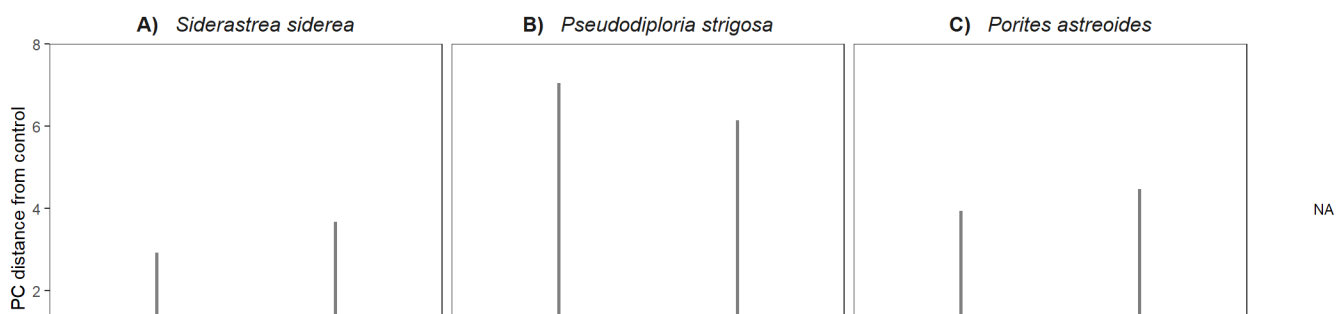 A) Siderastrea siderea
B) Pseudodiploria strigosa
C) Porites astreoides
PC distance from control
8
6
4
2
NA